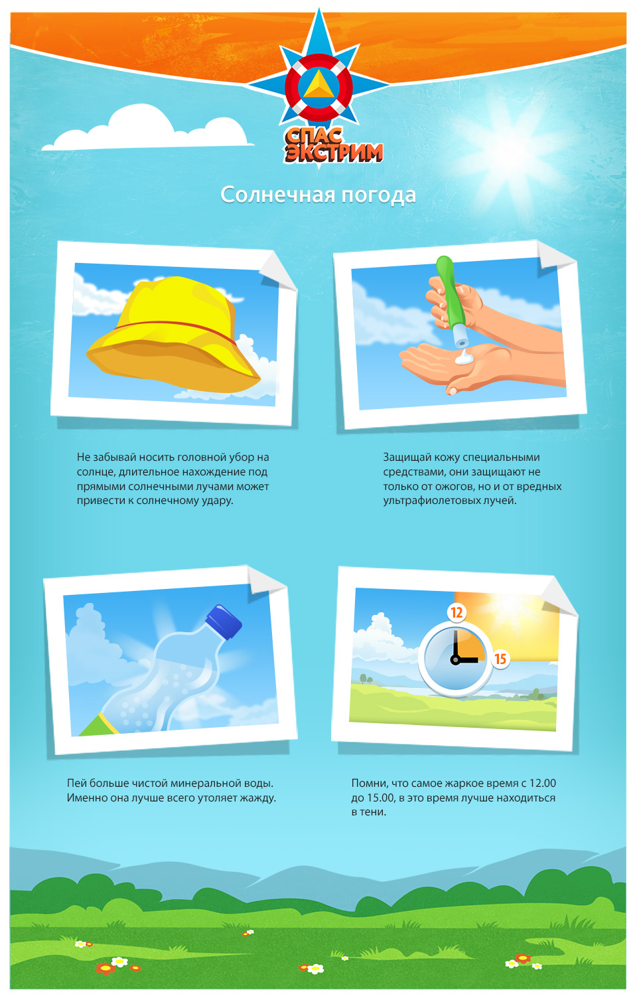 СПАС
ЭКСТРИМ
Солнечная погода
Не забывай носить головной убор на
солнце, длительное нахождение под
прямыми солнечными лучами может
привести к солнечному удару.
Защищай кожу специальными
средствами, они защищают не
только от ожогов, но и от вредных
ультрафиолетовых лучей.
12
15
Пей больше чистой минеральной воды.
Именно она лучше всего утоляет жажду.
Помни, что самое жаркое время с 12.00
до 15.00, в это время лучше находиться
в тени.